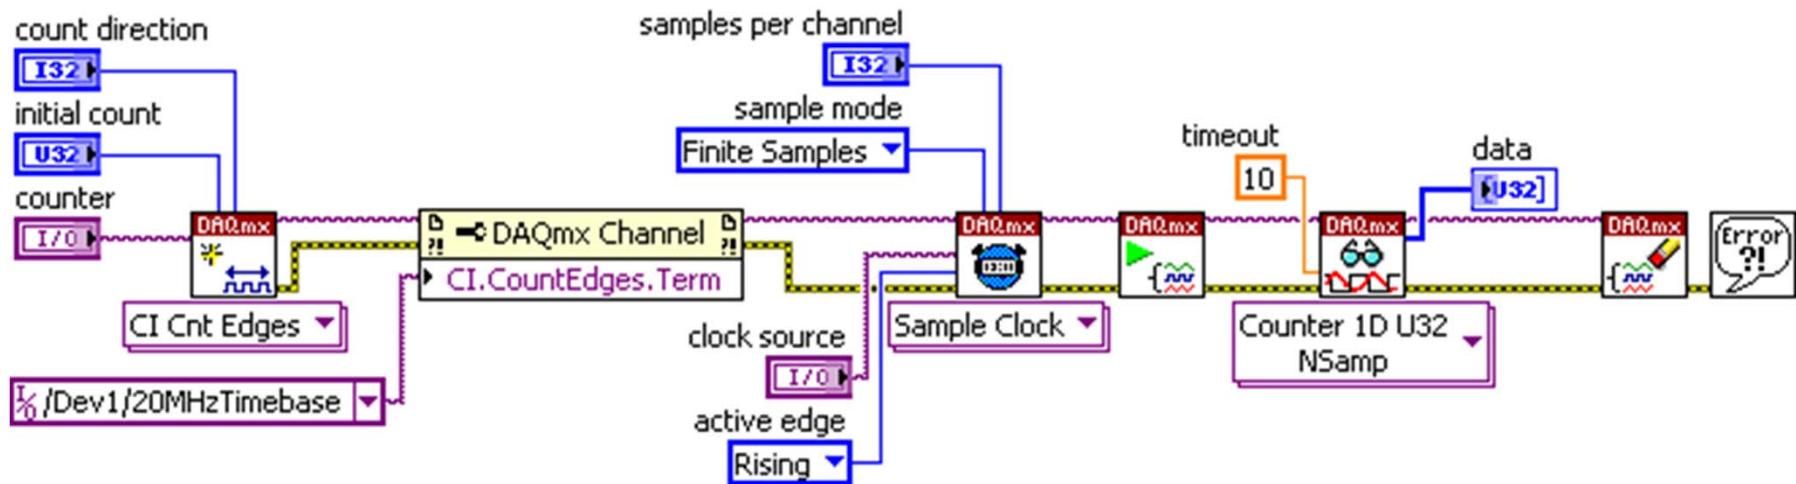 count direction
I32
initial count
U32
counter
I/O
DAQmx
CI Cnt Edges
I/O /Dev1/20MHzTimebase
?! DAQmx Channel ?!
CI.CountEdges.Term
samples per channel
I32
sample mode
Finite Samples
DAQmx
Sample Clock
clock source
I/O
active edge
Rising
DAQmx
timeout
10
DAQmx
Counter 1D U32
NSamp
data
[U32]
DAQmx
Error
?!